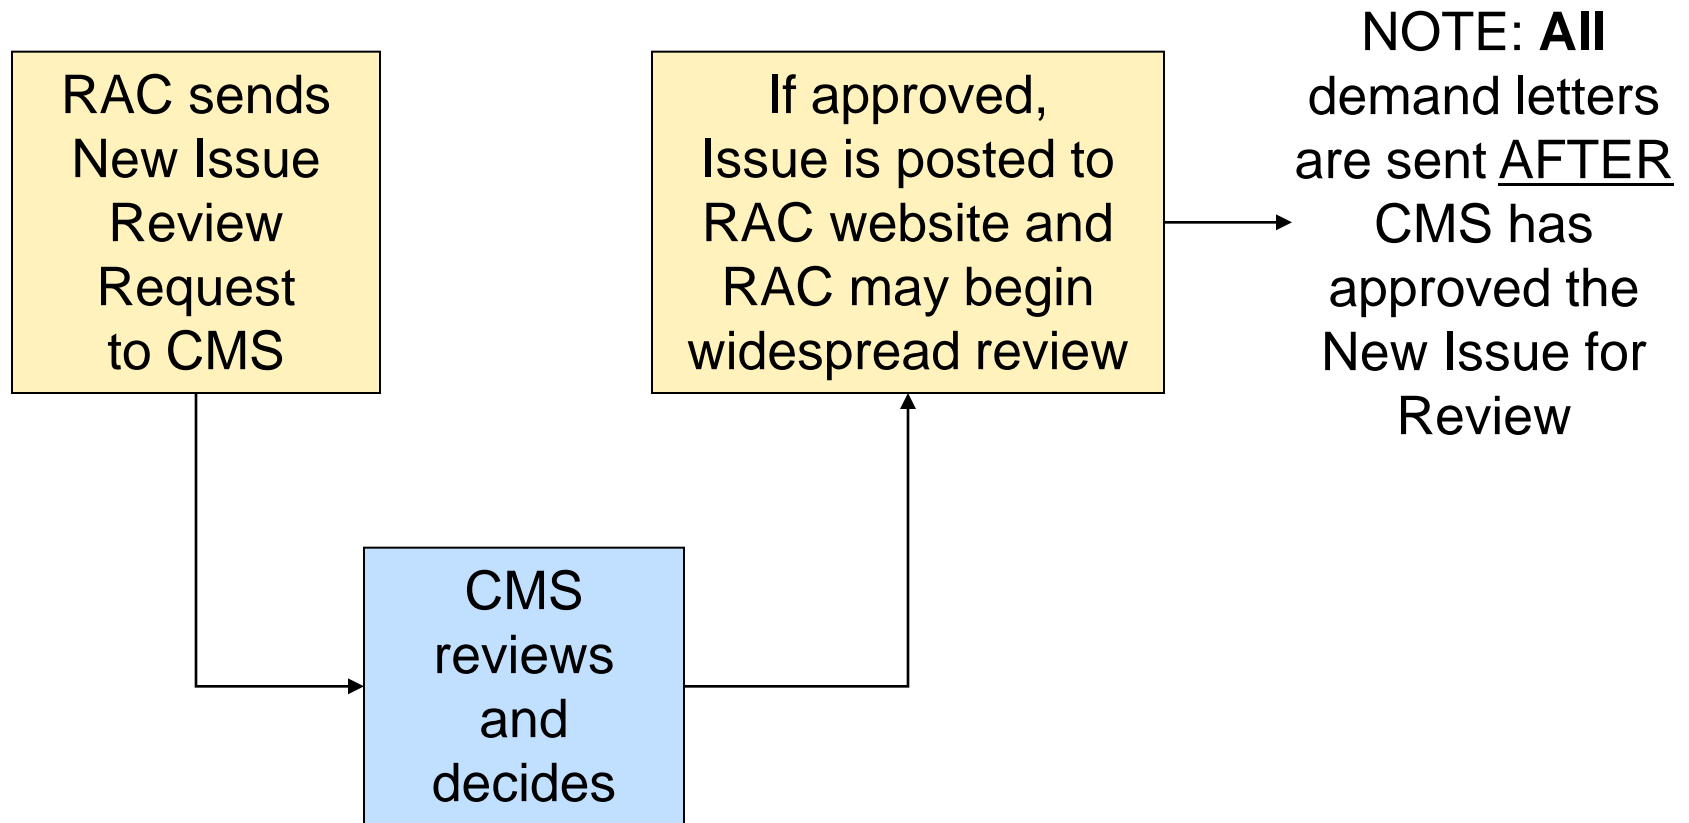 RAC sends
New Issue
Review
Request
to CMS
CMS
reviews
and
decides
If approved,
Issue is posted to
RAC website and
RAC may begin
widespread review
NOTE: All
demand letters
are sent AFTER
CMS has
approved the
New Issue for
Review